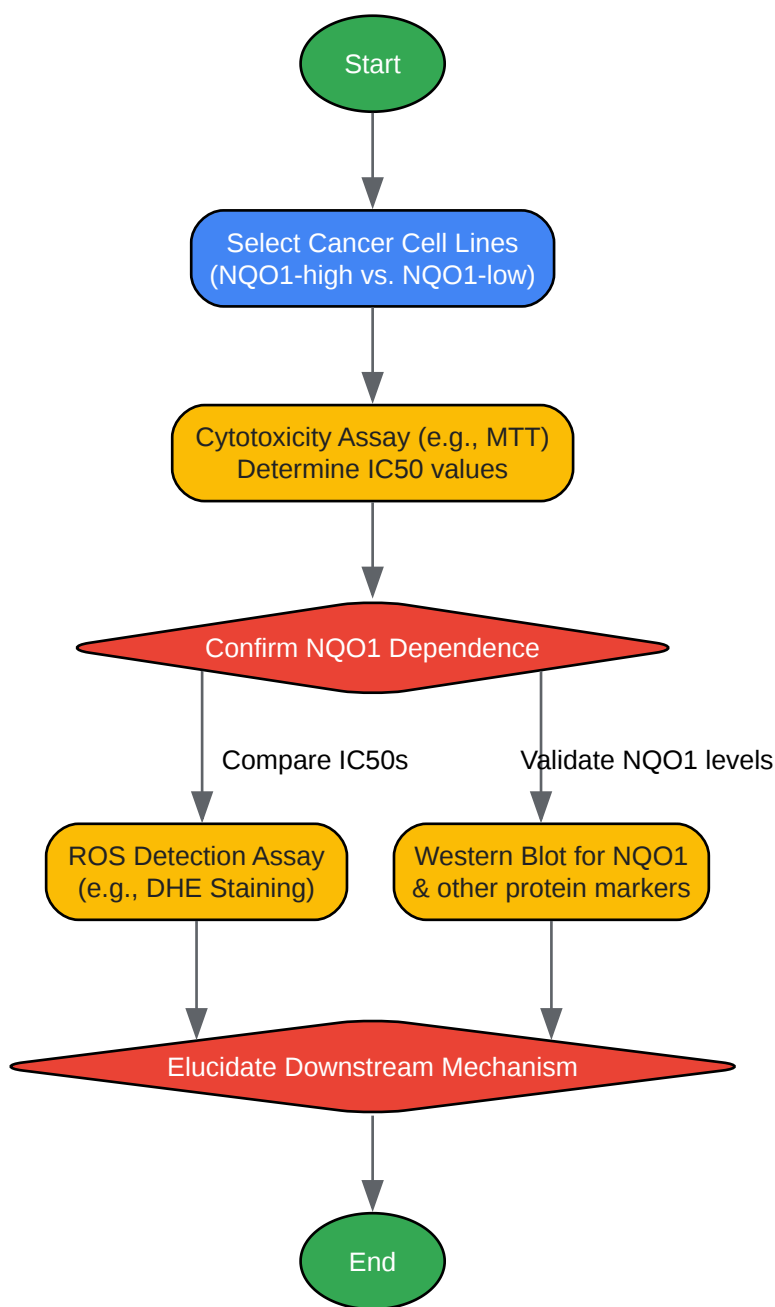 Start
Select Cancer Cell Lines
(NQO1-high vs. NQO1-low)
Cytotoxicity Assay (e.g., MTT)
Determine IC50 values
Confirm NQO1 Dependence
Compare IC50s
Validate NQO1 levels
ROS Detection Assay
(e.g., DHE Staining)
Western Blot for NQO1
& other protein markers
Elucidate Downstream Mechanism
End